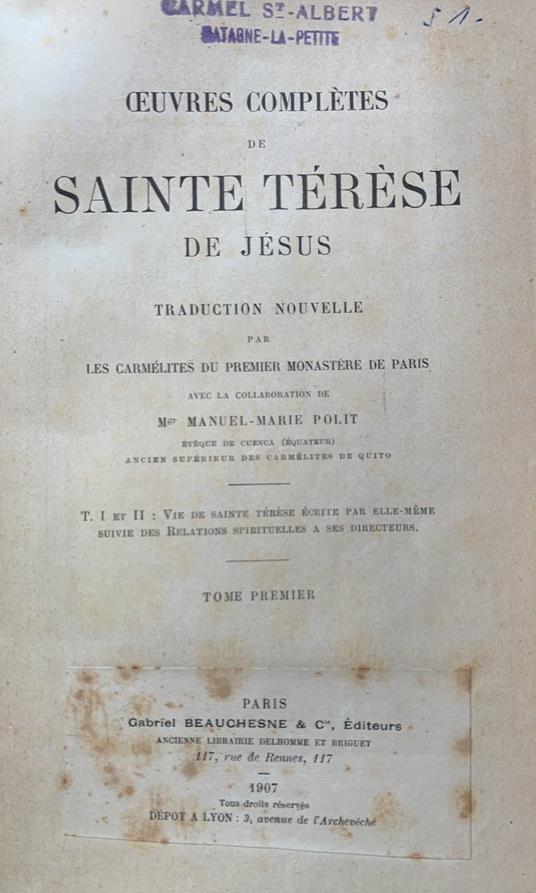 CARMEL ST-ALBERT
BATAGNE-LA-PETITE
51.
ŒUVRES COMPLÈTES
DE
SAINTE TÉRÈSE
DE JÉSUS
TRADUCTION NOUVELLE
PAR
LES CARMÉLITES DU PREMIER MONASTÈRE DE PARIS
AVEC LA COLLABORATION DE
Mgr MANUEL-MARIE POLIT
ÉVÊQUE DE CUENCA (ÉQUATEUR)
ANCIEN SUPÉRIEUR DES CARMÉLITES DE QUITO
T. I ET II : VIE DE SAINTE TÉRÈSE ÉCRITE PAR ELLE-MÊME
SUIVIE DES RELATIONS SPIRITUELLES A SES DIRECTEURS.
TOME PREMIER
PARIS
Gabriel BEAUCHESNE & Cie, Éditeurs
ANCIENNE LIBRAIRIE DELHOMME ET BRIGUET
117, rue de Rennes, 117
1907
Tous droits réservés
DÉPOT A LYON : 3, avenue de l'Archevêché